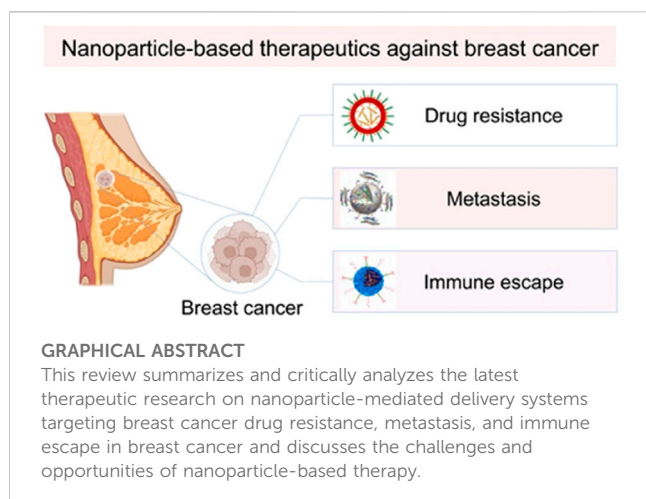 Nanoparticle-based therapeutics against breast cancer
Drug resistance
Metastasis
Immune escape
Breast cancer
GRAPHICAL ABSTRACT
This review summarizes and critically analyzes the latest
therapeutic research on nanoparticle-mediated delivery systems
targeting breast cancer drug resistance, metastasis, and immune
escape in breast cancer and discusses the challenges and
opportunities of nanoparticle-based therapy.